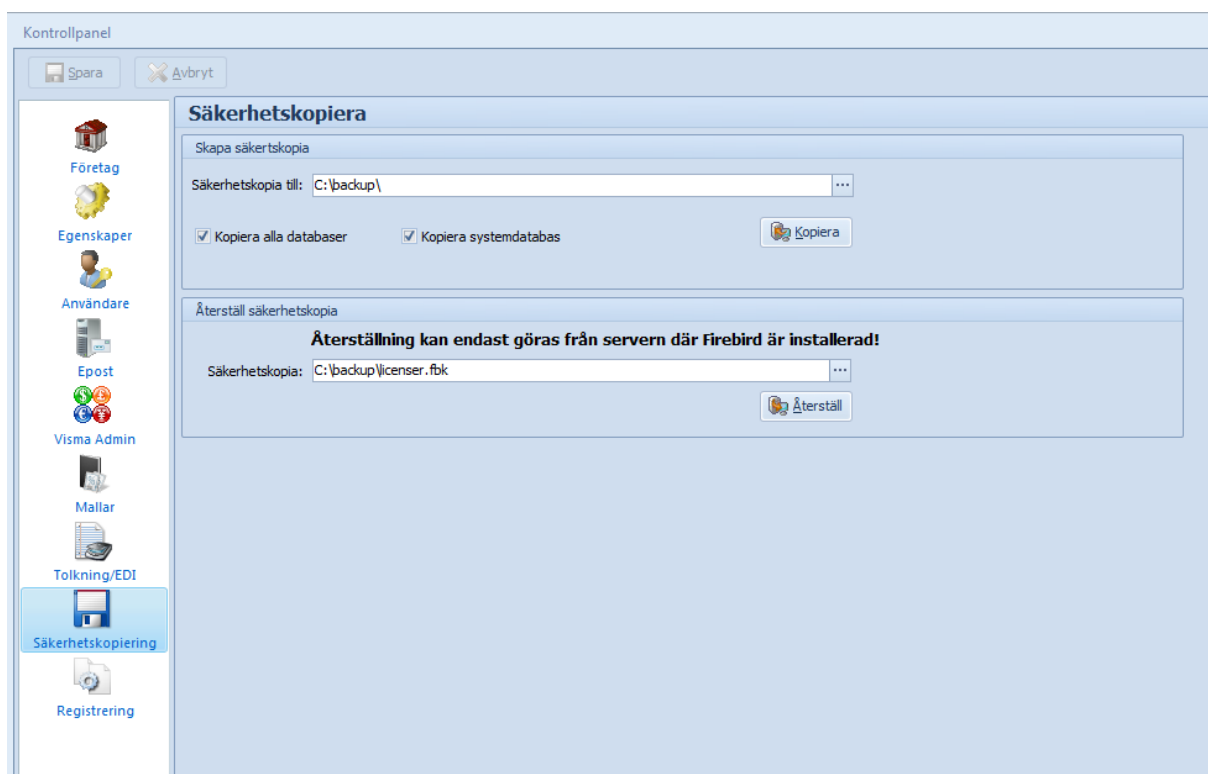 Kontrollpanel
Spara
Avbryt
Företag
Egenskaper
Användare
Epost
Visma Admin
Mallar
Tolkning/EDI
Säkerhetskopiering
Registrering
Säkerhetskopiera
Skapa säkertskopia
Säkerhetskopia till: C:\backup\ ...
Kopiera alla databaser
Kopiera systemdatabas
Kopiera
Återställ säkerhetskopia
Återställning kan endast göras från servern där Firebird är installerad!
Säkerhetskopia: C:\backup\licenser.fbk ...
Återställ